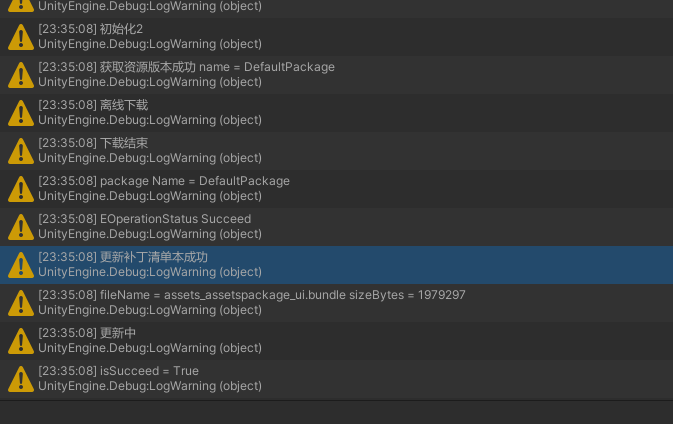 UnityEngine.Debug:LogWarning (object)
[23:35:08] 初始化2
UnityEngine.Debug:LogWarning (object)
[23:35:08] 获取资源版本成功 name = DefaultPackage
UnityEngine.Debug:LogWarning (object)
[23:35:08] 离线下载
UnityEngine.Debug:LogWarning (object)
[23:35:08] 下载结束
UnityEngine.Debug:LogWarning (object)
[23:35:08] package Name = DefaultPackage
UnityEngine.Debug:LogWarning (object)
[23:35:08] EOperationStatus Succeed
UnityEngine.Debug:LogWarning (object)
[23:35:08] 更新补丁清单本成功
UnityEngine.Debug:LogWarning (object)
[23:35:08] fileName = assets_assetspackage_ui.bundle sizeBytes = 1979297
UnityEngine.Debug:LogWarning (object)
[23:35:08] 更新中
UnityEngine.Debug:LogWarning (object)
[23:35:08] isSucceed = True
UnityEngine.Debug:LogWarning (object)